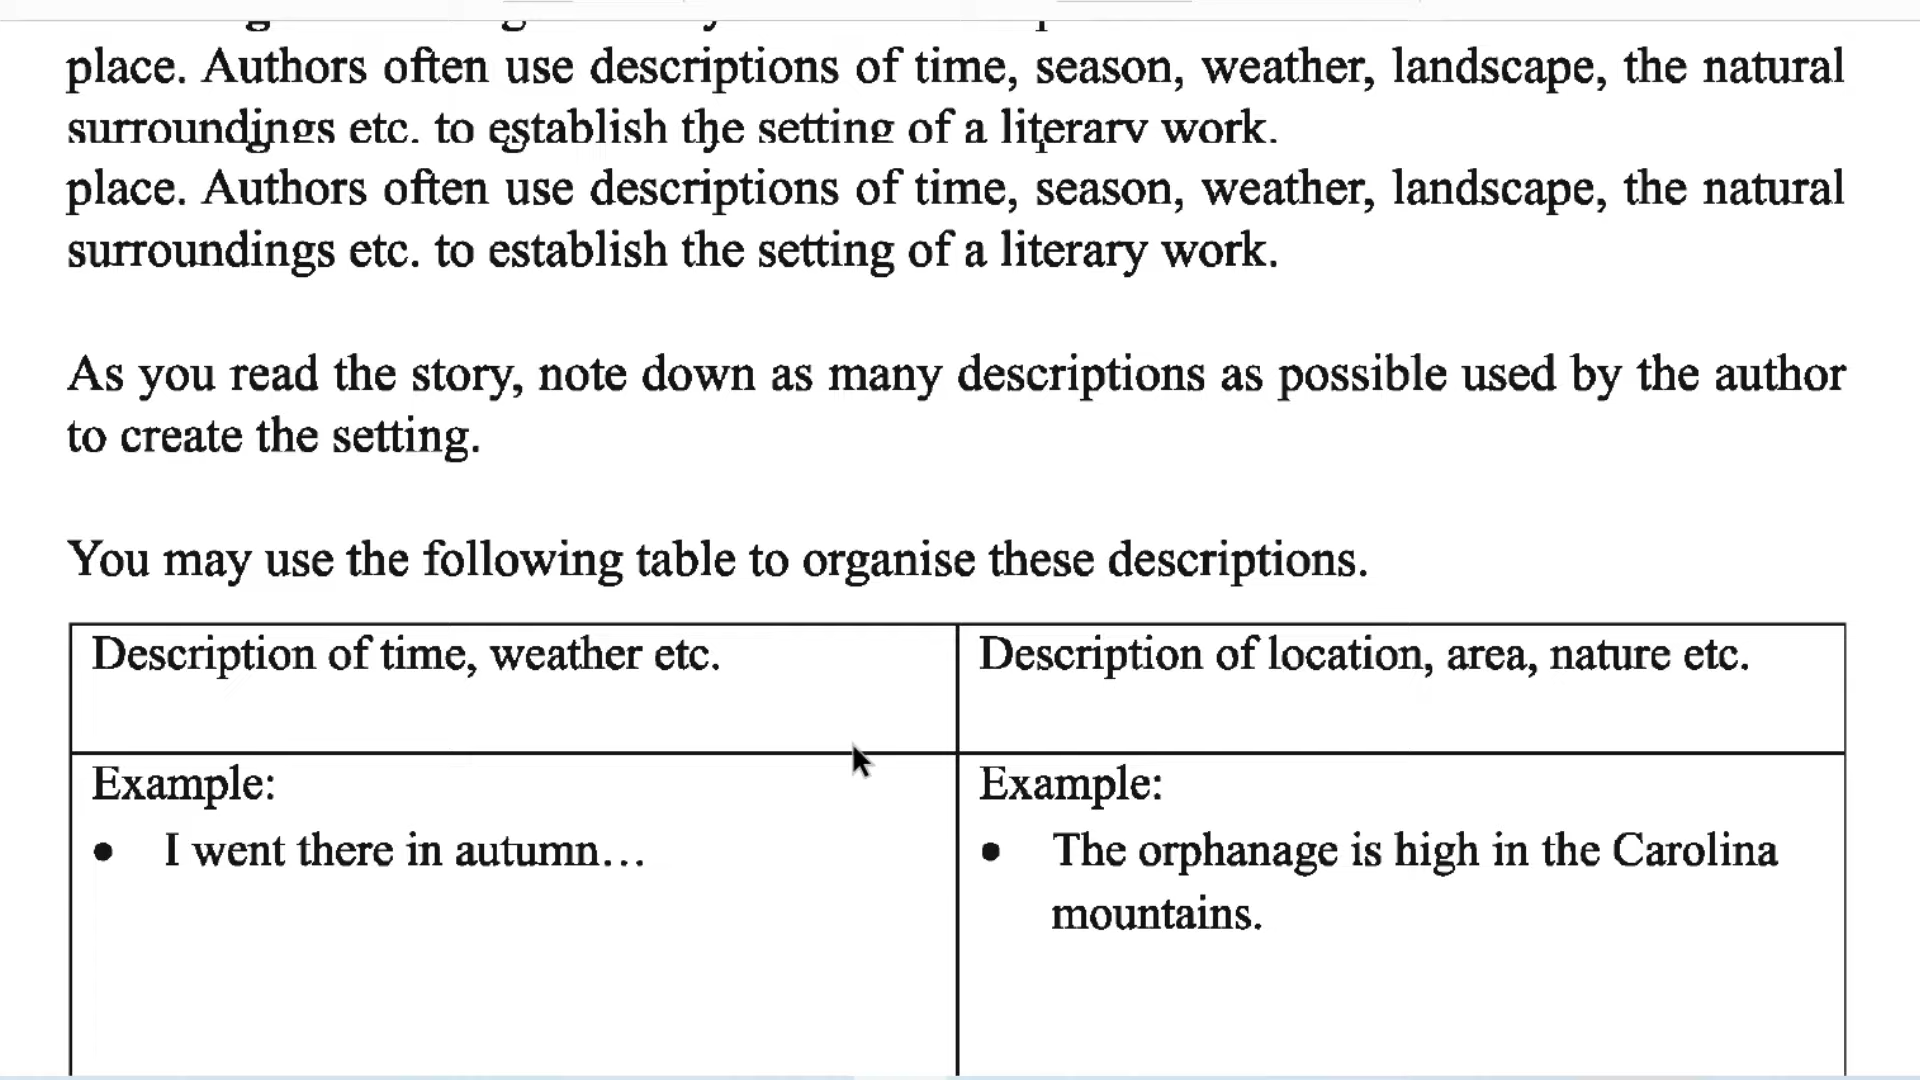 place. Authors often use descriptions of time, season, weather, landscape, the natural
surroundings etc. to establish the setting of a literary work.
place. Authors often use descriptions of time, season, weather, landscape, the natural
surroundings etc. to establish the setting of a literary work.
As you read the story, note down as many descriptions as possible used by the author
to create the setting.
You may use the following table to organise these descriptions.
Description of time, weather etc.
Description of location, area, nature etc.
Example:
• I went there in autumn…
Example:
• The orphanage is high in the Carolina
mountains.